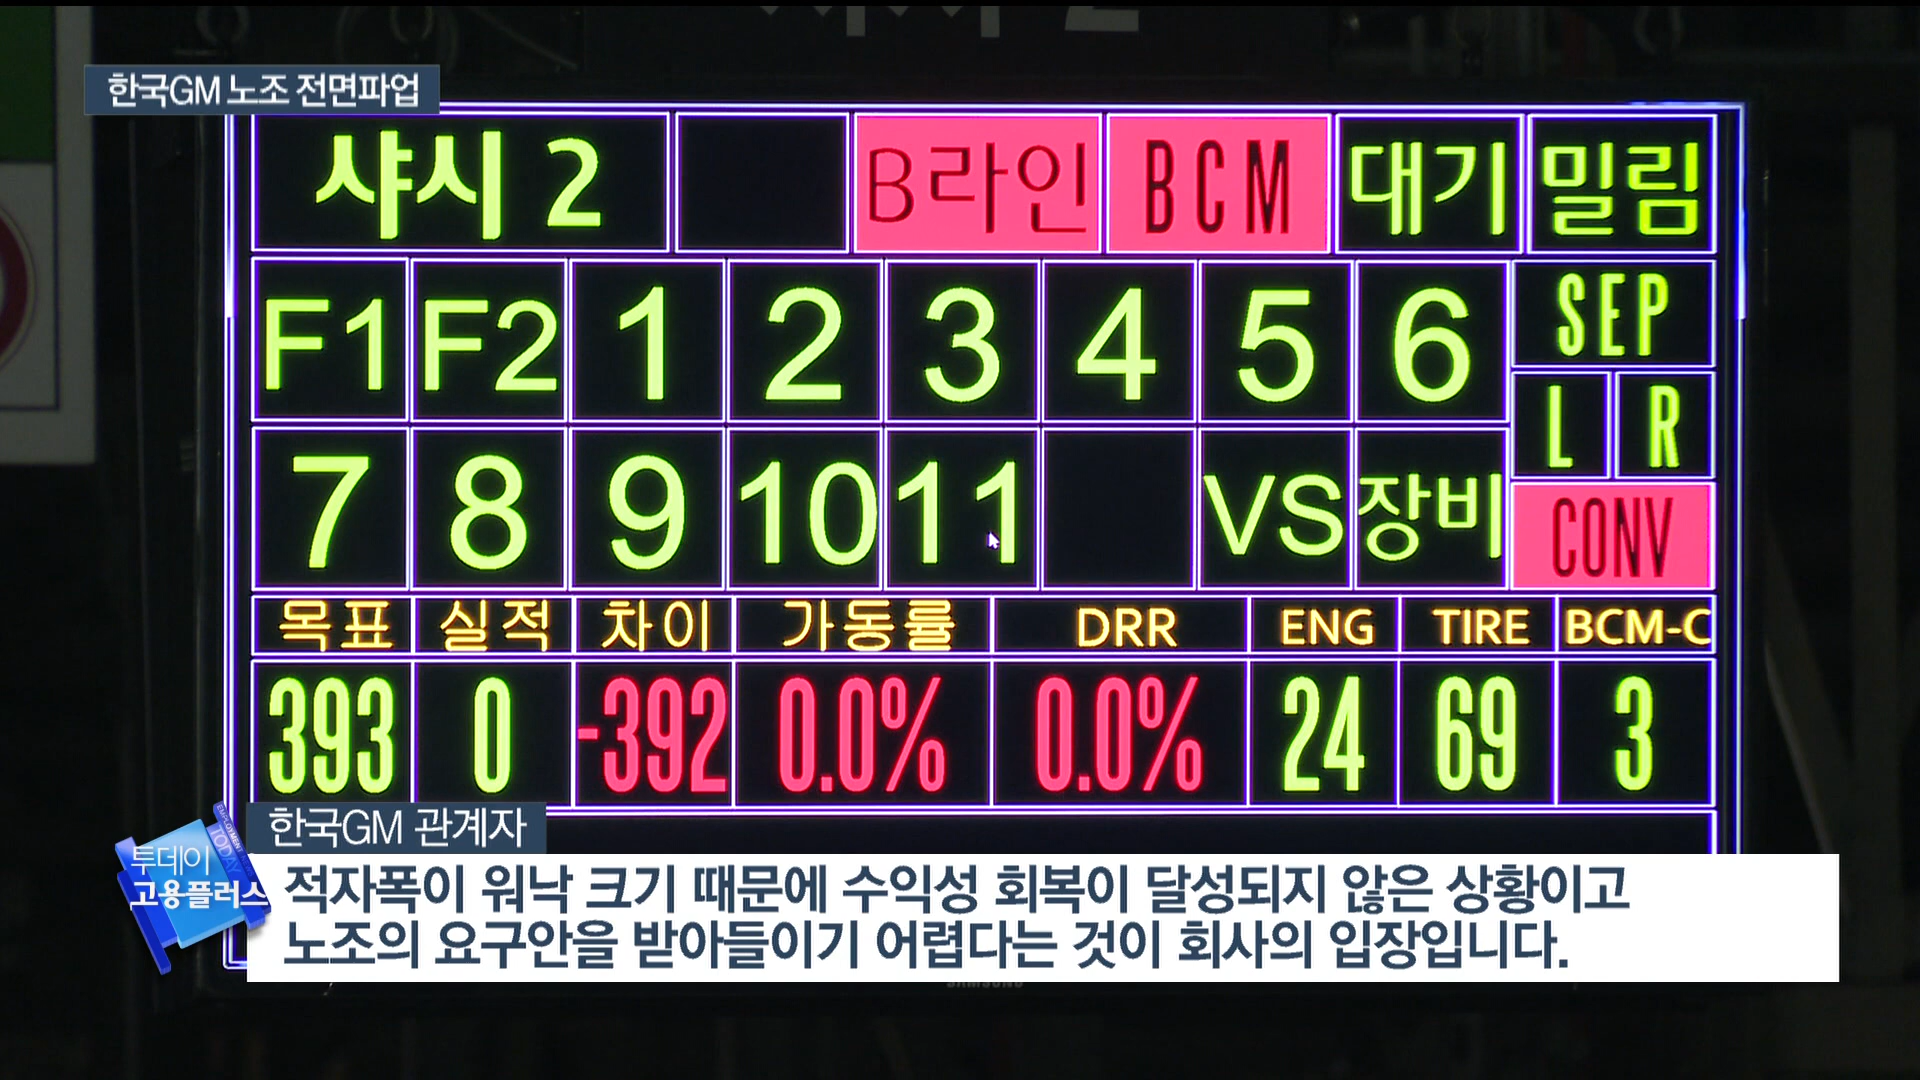 한국GM 노조 전면파업
샤시 2 B라인 BCM 대기 밀림
F1 F2 1 2 3 4 5 6 SEP
L R
7 8 9 10 11 VS 장비 CONV
목표 실적 차이 가동률 DRR ENG TIRE BCM-C
393 0 -392 0.0% 0.0% 24 69 3
한국GM 관계자
투데이
고용플러스
TODAY
적자폭이 워낙 크기 때문에 수익성 회복이 달성되지 않은 상황이고
노조의 요구안을 받아들이기 어렵다는 것이 회사의 입장입니다.
SAMSUNG